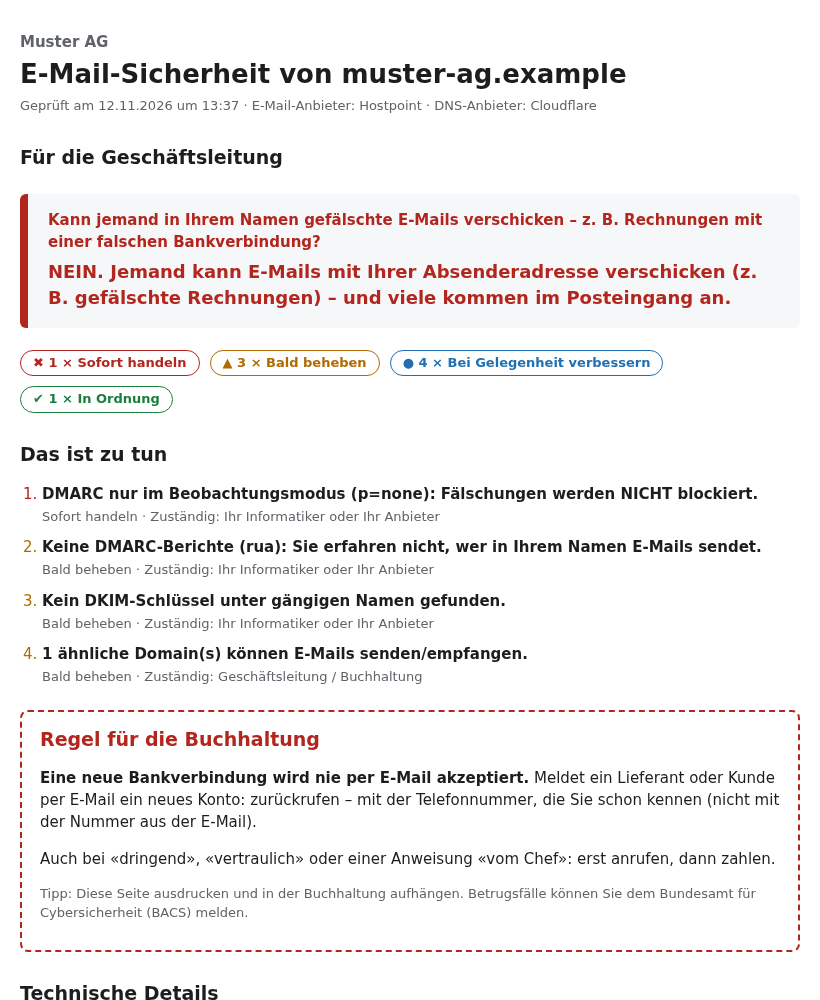 Muster AG
E-Mail-Sicherheit von muster-ag.example
Geprüft am 12.11.2026 um 13:37 · E-Mail-Anbieter: Hostpoint · DNS-Anbieter: Cloudflare
Für die Geschäftsleitung
Kann jemand in Ihrem Namen gefälschte E-Mails verschicken – z. B. Rechnungen mit
einer falschen Bankverbindung?
NEIN. Jemand kann E-Mails mit Ihrer Absenderadresse verschicken (z.
B. gefälschte Rechnungen) – und viele kommen im Posteingang an.
✖ 1 × Sofort handeln
▲ 3 × Bald beheben
● 4 × Bei Gelegenheit verbessern
✔ 1 × In Ordnung
Das ist zu tun
1. DMARC nur im Beobachtungsmodus (p=none): Fälschungen werden NICHT blockiert.
Sofort handeln · Zuständig: Ihr Informatiker oder Ihr Anbieter
2. Keine DMARC-Berichte (rua): Sie erfahren nicht, wer in Ihrem Namen E-Mails sendet.
Bald beheben · Zuständig: Ihr Informatiker oder Ihr Anbieter
3. Kein DKIM-Schlüssel unter gängigen Namen gefunden.
Bald beheben · Zuständig: Ihr Informatiker oder Ihr Anbieter
4. 1 ähnliche Domain(s) können E-Mails senden/empfangen.
Bald beheben · Zuständig: Geschäftsleitung / Buchhaltung
Regel für die Buchhaltung
Eine neue Bankverbindung wird nie per E-Mail akzeptiert. Meldet ein Lieferant oder Kunde
per E-Mail ein neues Konto: zurückrufen – mit der Telefonnummer, die Sie schon kennen (nicht mit
der Nummer aus der E-Mail).
Auch bei «dringend», «vertraulich» oder einer Anweisung «vom Chef»: erst anrufen, dann zahlen.
Tipp: Diese Seite ausdrucken und in der Buchhaltung aufhängen. Betrugsfälle können Sie dem Bundesamt für
Cybersicherheit (BACS) melden.
Technische Details